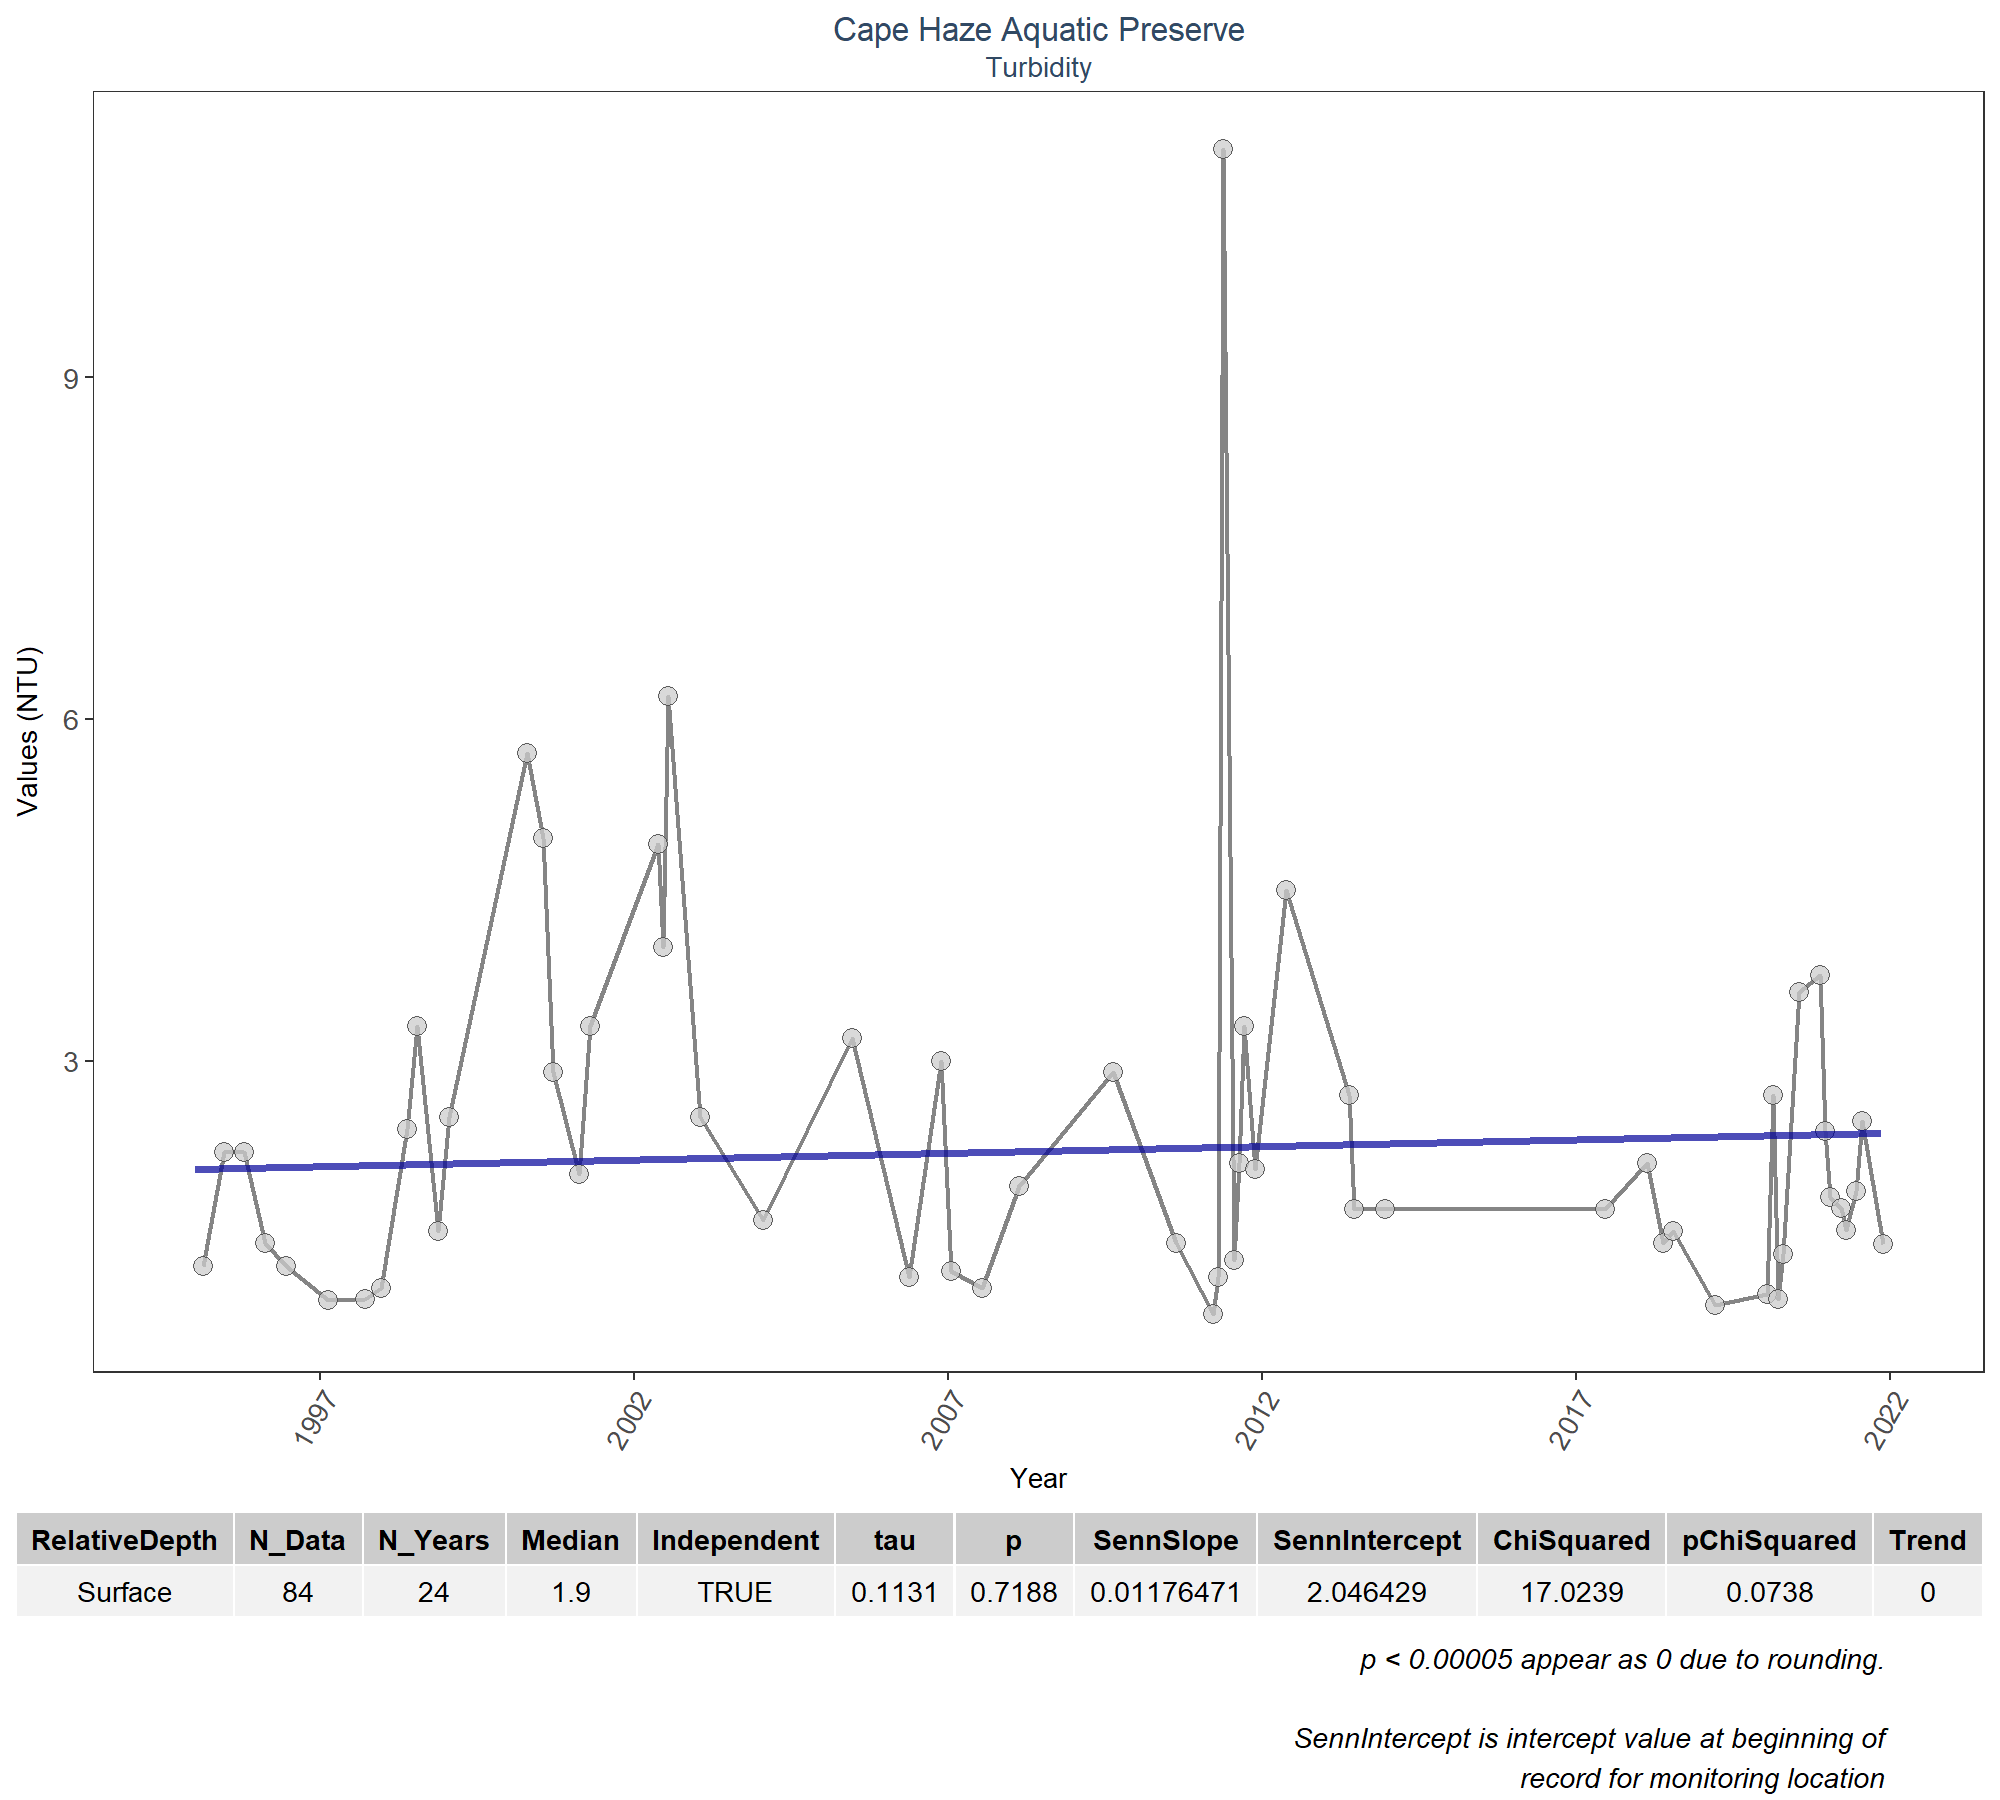 Cape Haze Aquatic Preserve
Turbidity
Values (NTU)
9
6
3
1997
2002
2007
2012
2017
2022
Year
RelativeDepth N_Data N_Years Median Independent tau p SennSlope SennIntercept ChiSquared pChiSquared Trend
Surface 84 24 1.9 TRUE 0.1131 0.7188 0.01176471 2.046429 17.0239 0.0738 0
p < 0.00005 appear as 0 due to rounding.
SennIntercept is intercept value at beginning of
record for monitoring location